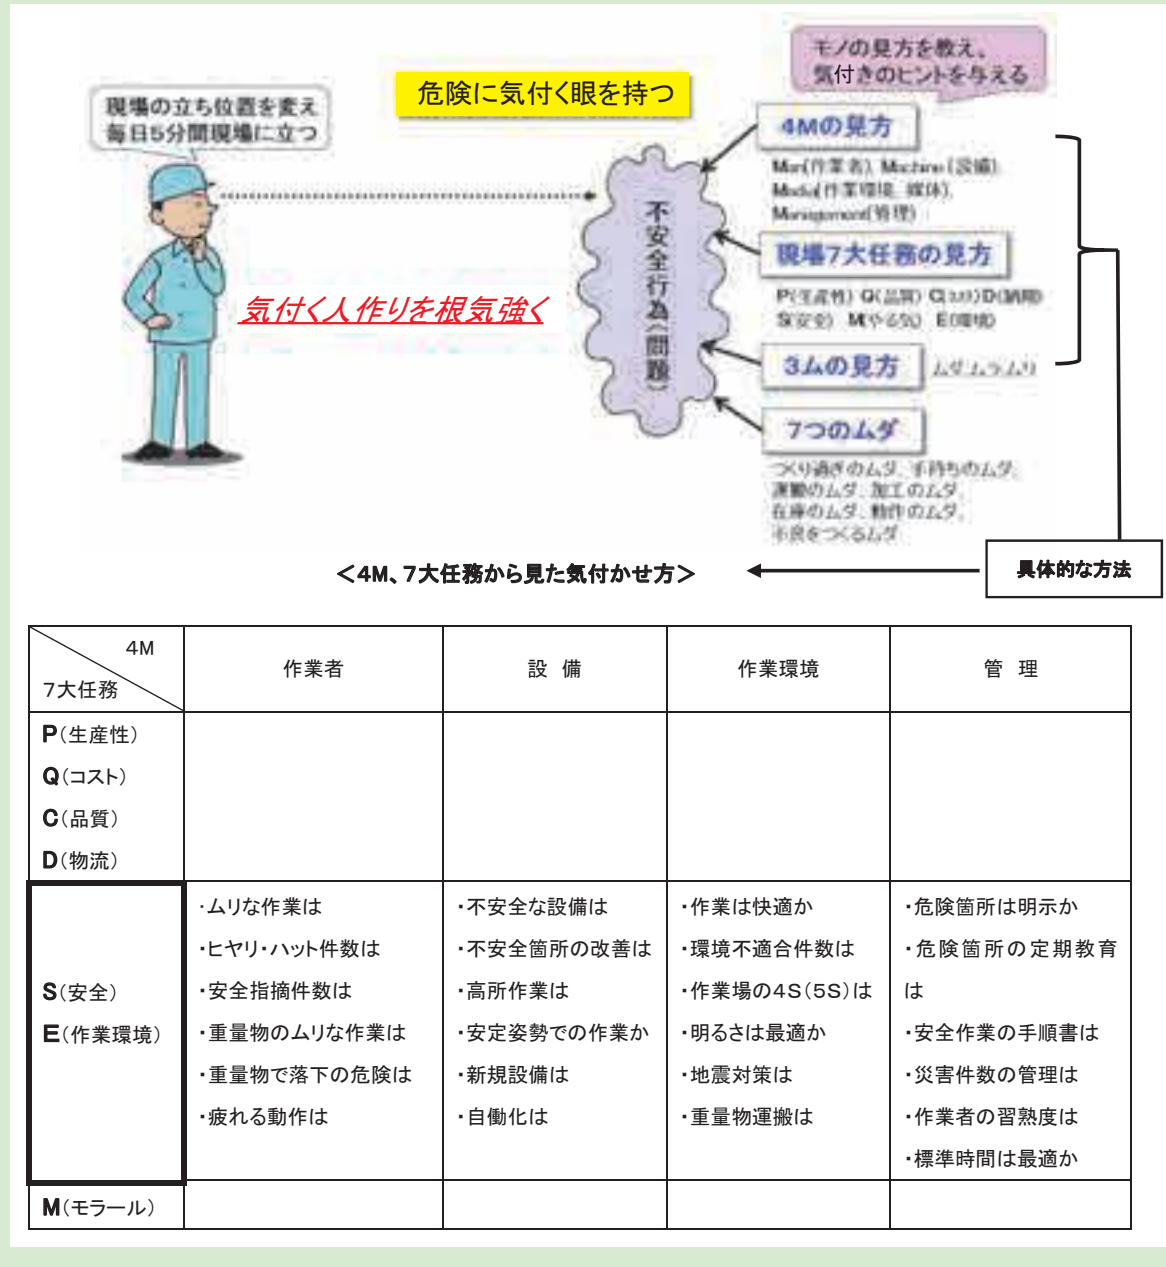 モノの見方を教え、
気付きのヒントを与える
危険に気付く眼を持つ
現場の立ち位置を変え
毎日5分間現場に立つ
4Mの見方
Man(作業者)、Machine(設備)、
Media(作業環境、媒体)、
Management(管理)
不安全行為(問題)
現場7大任務の見方
P(生産性) Q(品質) C(コスト) D(納期)
S(安全) M(やる気) E(環境)
気付く人作りを根気強く
3ムの見方
ムダ、ムラ、ムリ
7つのムダ
つくり過ぎのムダ、手待ちのムダ、
運搬のムダ、加工のムダ、
在庫のムダ、動作のムダ、
不良をつくるムダ
<4M、7大任務から見た気付かせ方>
具体的な方法
4M
7大任務
作業者
設 備
作業環境
管 理
P(生産性)
Q(コスト)
C(品質)
D(物流)
S(安全)
E(作業環境)
・ムリな作業は
・ヒヤリ・ハット件数は
・安全指摘件数は
・重量物のムリな作業は
・重量物で落下の危険は
・疲れる動作は
・不安全な設備は
・不安全箇所の改善は
・高所作業は
・安定姿勢での作業か
・新規設備は
・自働化は
・作業は快適か
・環境不適合件数は
・作業場の4S(5S)は
・明るさは最適か
・地震対策は
・重量物運搬は
・危険箇所は明示か
・危険箇所の定期教育
は
・安全作業の手順書は
・災害件数の管理は
・作業者の習熟度は
・標準時間は最適か
M(モラール)